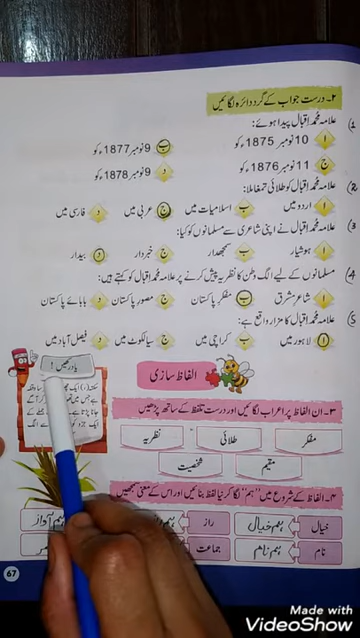 ۲۔ درست جواب کے گرد دائرہ لگائیں
(1 علامہ محمد اقبال پیدا ہوئے:
ا 10 نومبر 1875ء کو ب 9 نومبر 1877ء کو
ج 11 نومبر 1876ء کو د 9 نومبر 1878ء کو
(2 علامہ محمد اقبال کو طلائی تمغا ملا:
ا اردو میں ب اسلامیات میں ج عربی میں د فارسی میں
(3 علامہ محمد اقبال نے اپنی شاعری سے مسلمانوں کو کیا:
ا ہوشیار ب سمجھدار ج خبردار د بیدار
(4 مسلمانوں کے لیے الگ وطن کا نظریہ پیش کرنے پر علامہ محمد اقبال کو کہتے ہیں:
ا شاعر مشرق ب مفکر پاکستان ج مصور پاکستان د بابائے پاکستان
(5 علامہ محمد اقبال کا مزار واقع ہے:
ا لاہور میں ب کراچی میں ج سیالکوٹ میں د فیصل آباد میں
یاد رکھیں!
الفاظ سازی
۳۔ ان الفاظ پر اعراب لگائیں اور درست تلفظ کے ساتھ پڑھیں
مفکر طلائی نظریہ
مقیم شخصیت
۴۔ الفاظ کے شروع میں "ہم" لگا کر نیا لفظ بنائیں اور اس کے معنی سمجھیں
خیال ہم خیال راز ہم آواز
نام ہم نام جماعت
67
Made with
VideoShow